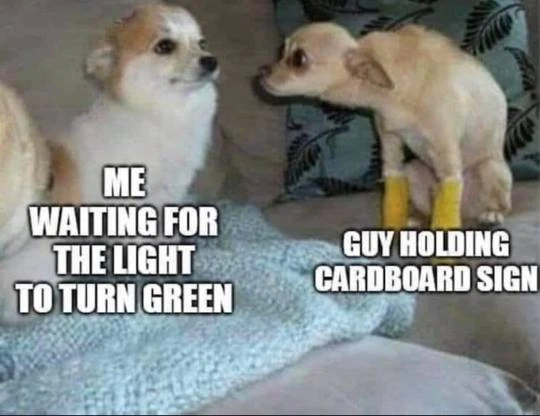 ME
WAITING FOR
THE LIGHT
TO TURN GREEN
GUY HOLDING
CARDBOARD SIGN